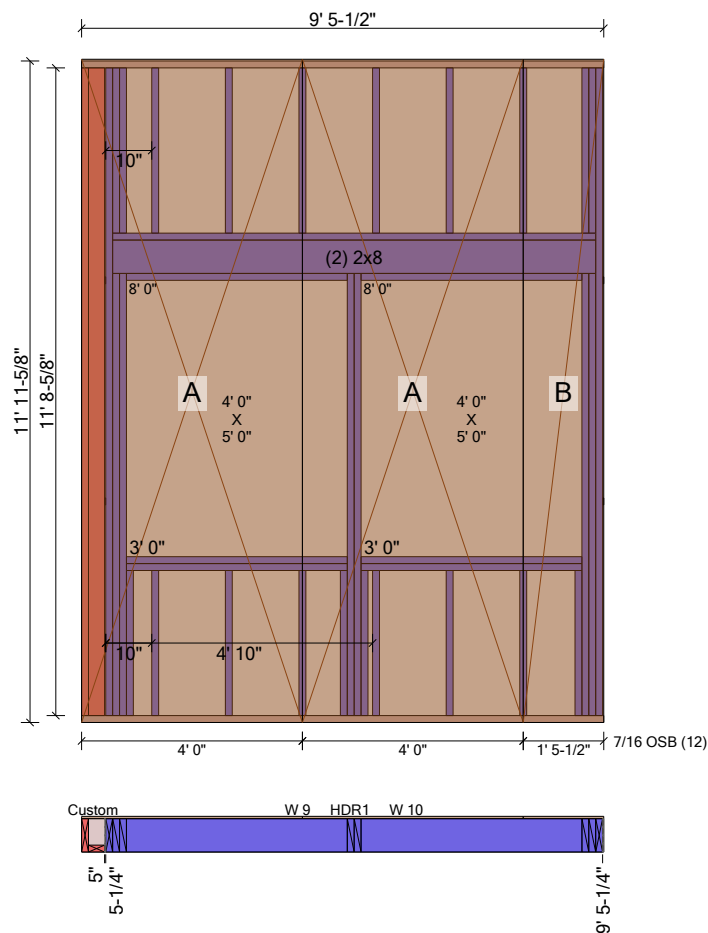 9' 5-1/2"
10"
(2) 2x8
8' 0"
8' 0"
11' 11-5/8"
11' 8-5/8"
A
A
B
4' 0"
X
5' 0"
4' 0"
X
5' 0"
3' 0"
3' 0"
10"
4' 10"
4' 0"
4' 0"
1' 5-1/2"
7/16 OSB (12)
Custom
W 9
HDR1
W 10
5"
5-1/4"
9' 5-1/4"